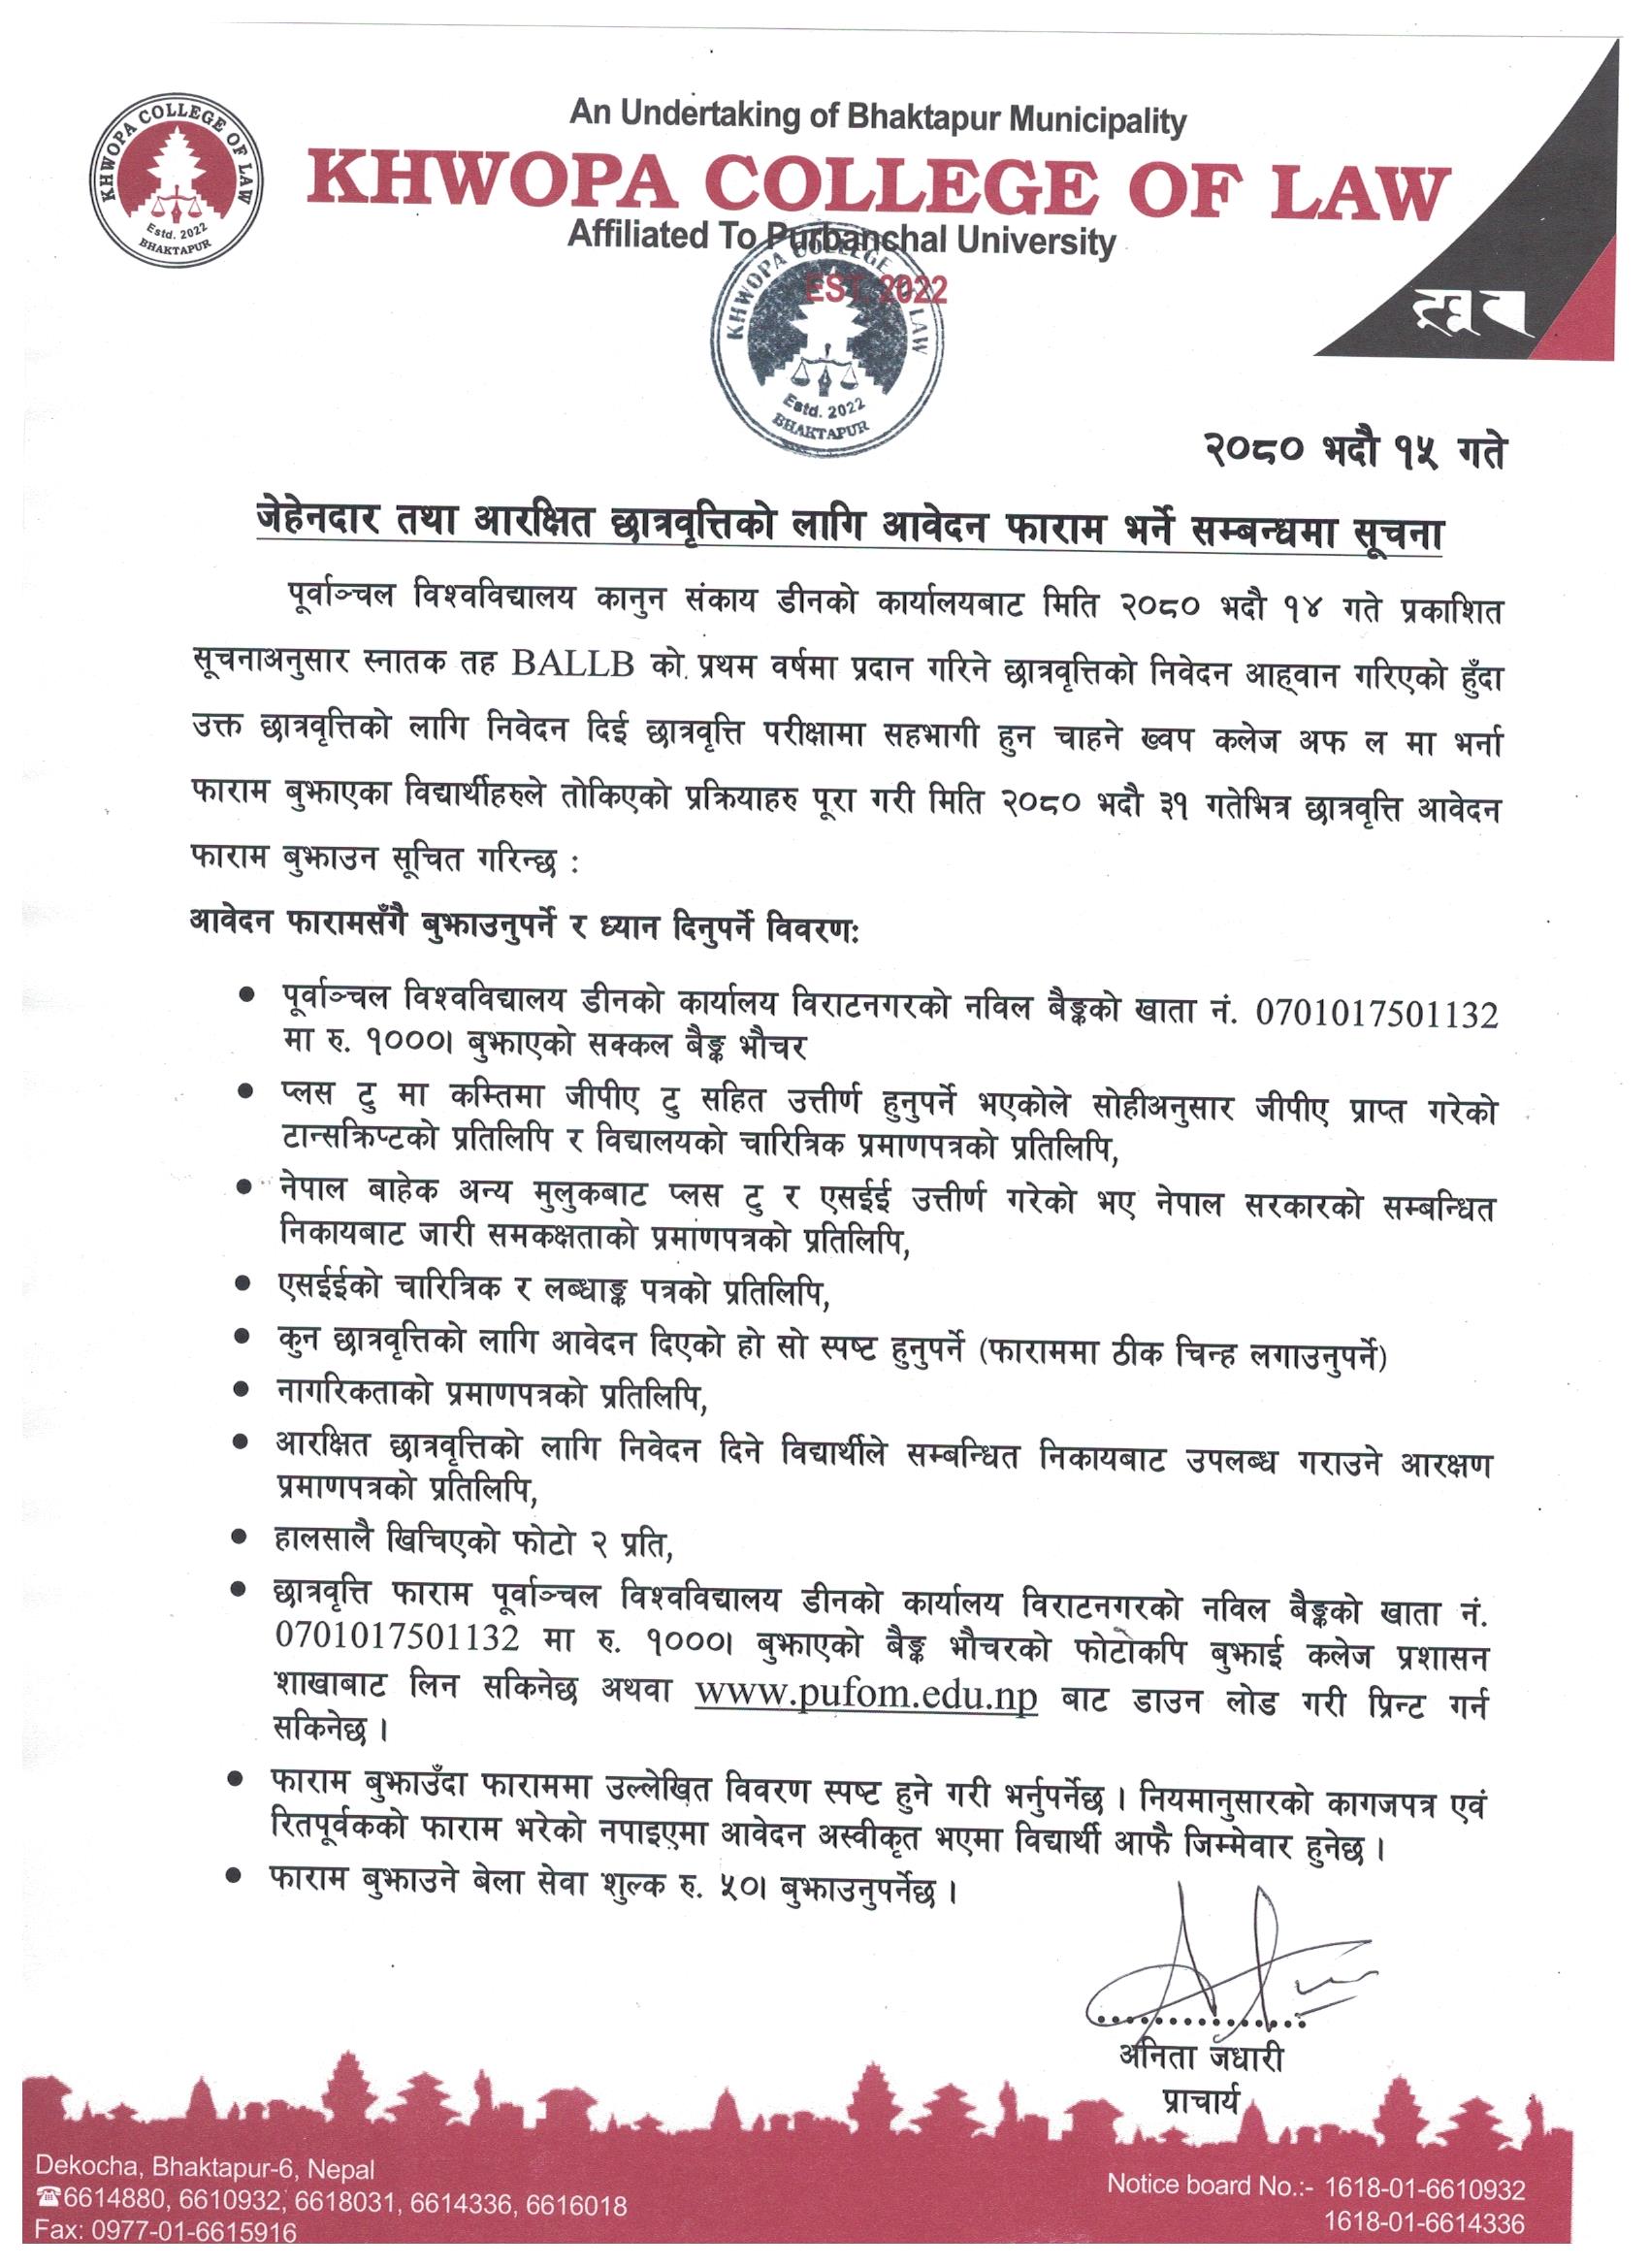 An Undertaking of Bhaktapur Municipality
KHWOPA COLLEGE OF LAW
Affiliated To Purbanchal University
EST. 2022
KHWOPA COLLEGE OF LAW
Estd. 2022
BHAKTAPUR
KHWOPA COLLEGE OF LAW
Estd. 2022
BHAKTAPUR
२०८० भदौ १५ गते
जेहेनदार तथा आरक्षित छात्रवृत्तिको लागि आवेदन फाराम भर्ने सम्बन्धमा सूचना
पूर्वाञ्चल विश्वविद्यालय कानुन संकाय डीनको कार्यालयबाट मिति २०८० भदौ १४ गते प्रकाशित
सूचनाअनुसार स्नातक तह BALLB को प्रथम वर्षमा प्रदान गरिने छात्रवृत्तिको निवेदन आह्वान गरिएको हुँदा
उक्त छात्रवृत्तिको लागि निवेदन दिई छात्रवृत्ति परीक्षामा सहभागी हुन चाहने ख्वप कलेज अफ ल मा भर्ना
फाराम बुझाएका विद्यार्थीहरुले तोकिएको प्रक्रियाहरु पूरा गरी मिति २०८० भदौ ३१ गतेभित्र छात्रवृत्ति आवेदन
फाराम बुझाउन सूचित गरिन्छ :
आवेदन फारामसँगै बुझाउनुपर्ने र ध्यान दिनुपर्ने विवरण:
• पूर्वाञ्चल विश्वविद्यालय डीनको कार्यालय विराटनगरको नविल बैङ्कको खाता नं. 0701017501132
मा रु. १०००। बुझाएको सक्कल बैङ्क भौचर
• प्लस टु मा कम्तिमा जीपीए टु सहित उत्तीर्ण हुनुपर्ने भएकोले सोहीअनुसार जीपीए प्राप्त गरेको
टान्सक्रिप्टको प्रतिलिपि र विद्यालयको चारित्रिक प्रमाणपत्रको प्रतिलिपि,
• नेपाल बाहेक अन्य मुलुकबाट प्लस टु र एसईई उत्तीर्ण गरेको भए नेपाल सरकारको सम्बन्धित
निकायबाट जारी समकक्षताको प्रमाणपत्रको प्रतिलिपि,
• एसईईको चारित्रिक र लब्धाङ्क पत्रको प्रतिलिपि,
• कुन छात्रवृत्तिको लागि आवेदन दिएको हो सो स्पष्ट हुनुपर्ने (फाराममा ठीक चिन्ह लगाउनुपर्ने)
• नागरिकताको प्रमाणपत्रको प्रतिलिपि,
• आरक्षित छात्रवृत्तिको लागि निवेदन दिने विद्यार्थीले सम्बन्धित निकायबाट उपलब्ध गराउने आरक्षण
प्रमाणपत्रको प्रतिलिपि,
• हालसालै खिचिएको फोटो २ प्रति,
• छात्रवृत्ति फाराम पूर्वाञ्चल विश्वविद्यालय डीनको कार्यालय विराटनगरको नविल बैङ्कको खाता नं.
0701017501132 मा रु. १०००। बुझाएको बैङ्क भौचरको फोटोकपि बुझाई कलेज प्रशासन
शाखाबाट लिन सकिनेछ अथवा www.pufom.edu.np बाट डाउन लोड गरी प्रिन्ट गर्न
सकिनेछ ।
• फाराम बुझाउँदा फाराममा उल्लेखित विवरण स्पष्ट हुने गरी भर्नुपर्नेछ । नियमानुसारको कागजपत्र एवं
रितपूर्वकको फाराम भरेको नपाइएमा आवेदन अस्वीकृत भएमा विद्यार्थी आफै जिम्मेवार हुनेछ ।
• फाराम बुझाउने बेला सेवा शुल्क रु. ५०। बुझाउनुपर्नेछ ।
अनिता जधारी
प्राचार्य
Dekocha, Bhaktapur-6, Nepal
☎6614880, 6610932, 6618031, 6614336, 6616018
Fax: 0977-01-6615916
Notice board No.:- 1618-01-6610932
1618-01-6614336